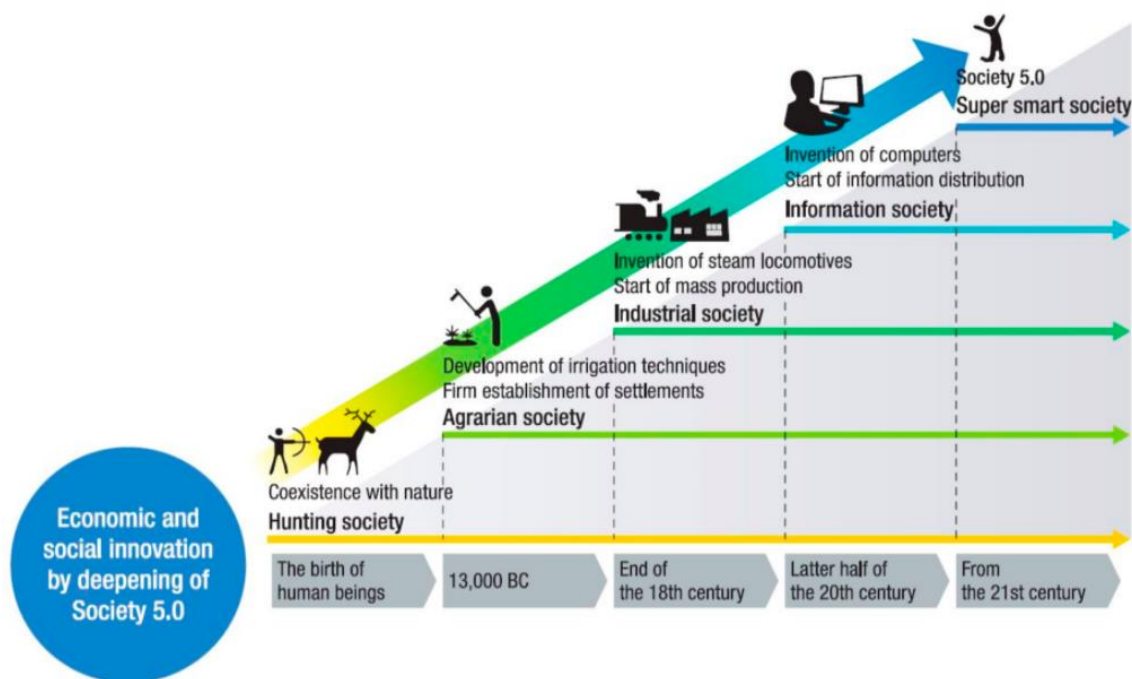 Society 5.0
Super smart society
Invention of computers
Start of information distribution
Information society
Invention of steam locomotives
Start of mass production
Industrial society
Development of irrigation techniques
Firm establishment of settlements
Agrarian society
Coexistence with nature
Hunting society
Economic and
social innovation
by deepening of
Society 5.0
The birth of
human beings
13,000 BC
End of
the 18th century
Latter half of
the 20th century
From
the 21st century